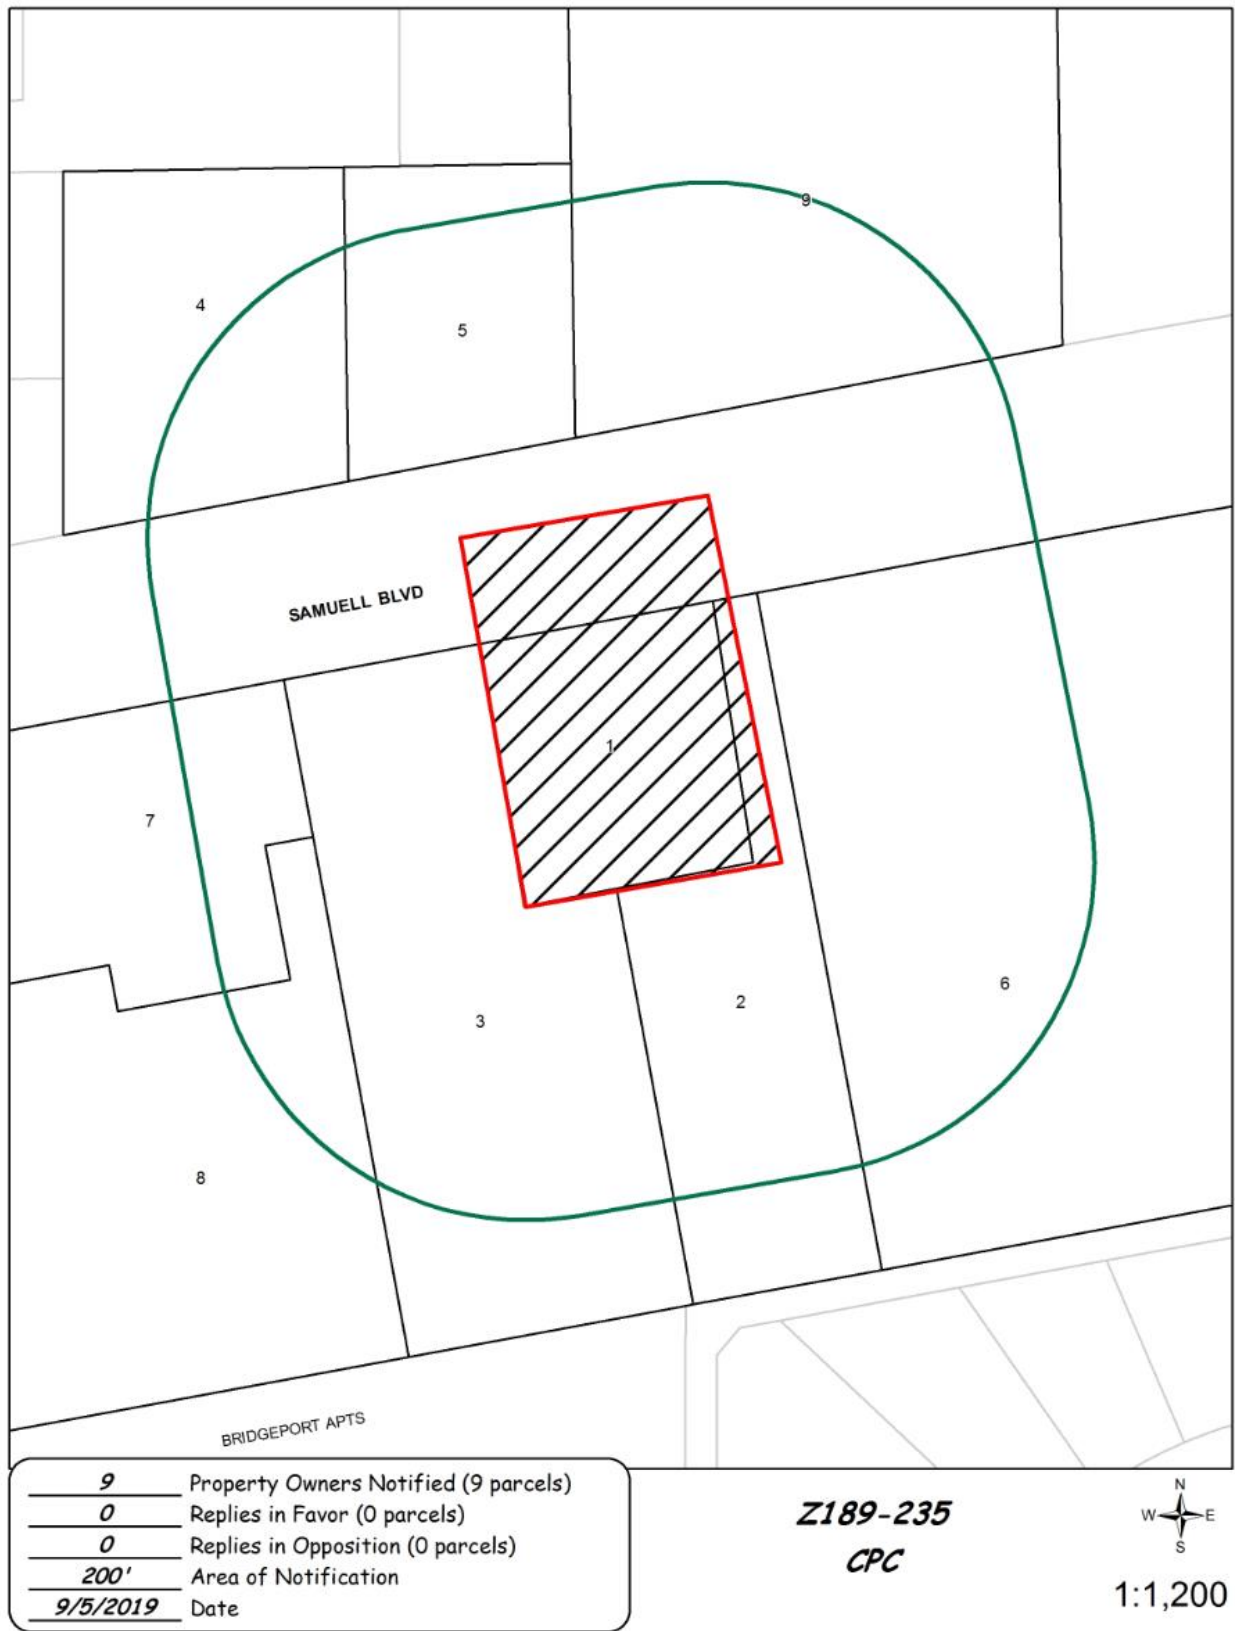 9
4
5
SAMUELL BLVD
1
7
6
2
3
8
BRIDGEPORT APTS
9 Property Owners Notified (9 parcels)
0 Replies in Favor (0 parcels)
0 Replies in Opposition (0 parcels)
200' Area of Notification
9/5/2019 Date
Z189-235
CPC
N
W E
S
1:1,200